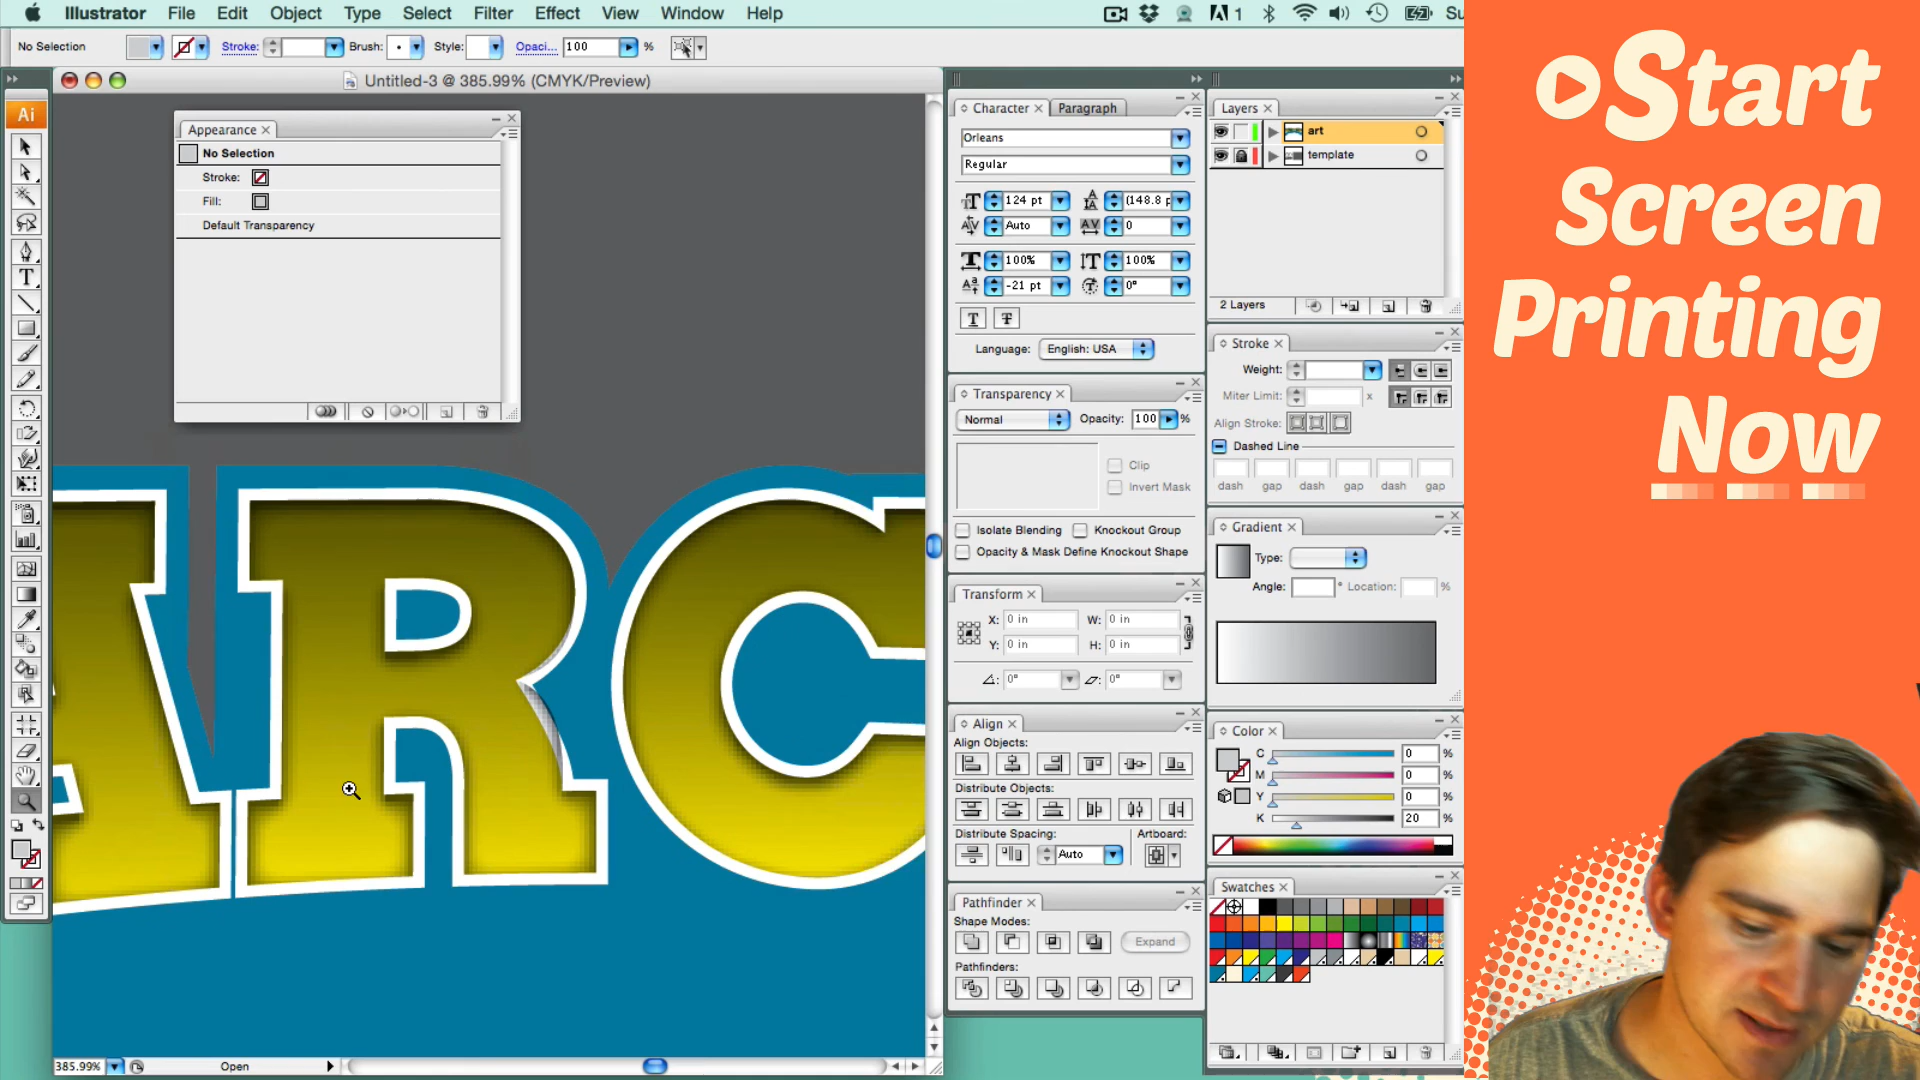 Illustrator File Edit Object Type Select Filter Effect View Window Help
1
No Selection Stroke: Brush: Style: Opaci... 100 %
Untitled-3 @ 385.99% (CMYK/Preview)
Ai
Appearance
No Selection
Stroke:
Fill:
Default Transparency
ARC
385.99% Open
Character Paragraph
Orleans
Regular
124 pt (148.8 p
Auto 0
100% 100%
-21 pt 0°
Language: English: USA
Transparency
Normal Opacity: 100 %
Clip
Invert Mask
Isolate Blending Knockout Group
Opacity & Mask Define Knockout Shape
Transform
X: 0 in W: 0 in
Y: 0 in H: 0 in
0° 0°
Align
Align Objects:
Distribute Objects:
Distribute Spacing: Artboard:
Auto
Pathfinder
Shape Modes:
Expand
Pathfinders:
Layers
art
template
2 Layers
Stroke
Weight:
Miter Limit: x
Align Stroke:
Dashed Line
dash gap dash gap dash gap
Gradient
Type:
Angle: ° Location: %
Color
C 0 %
M 0 %
Y 0 %
K 20 %
Swatches
Start
Screen
Printing
Now